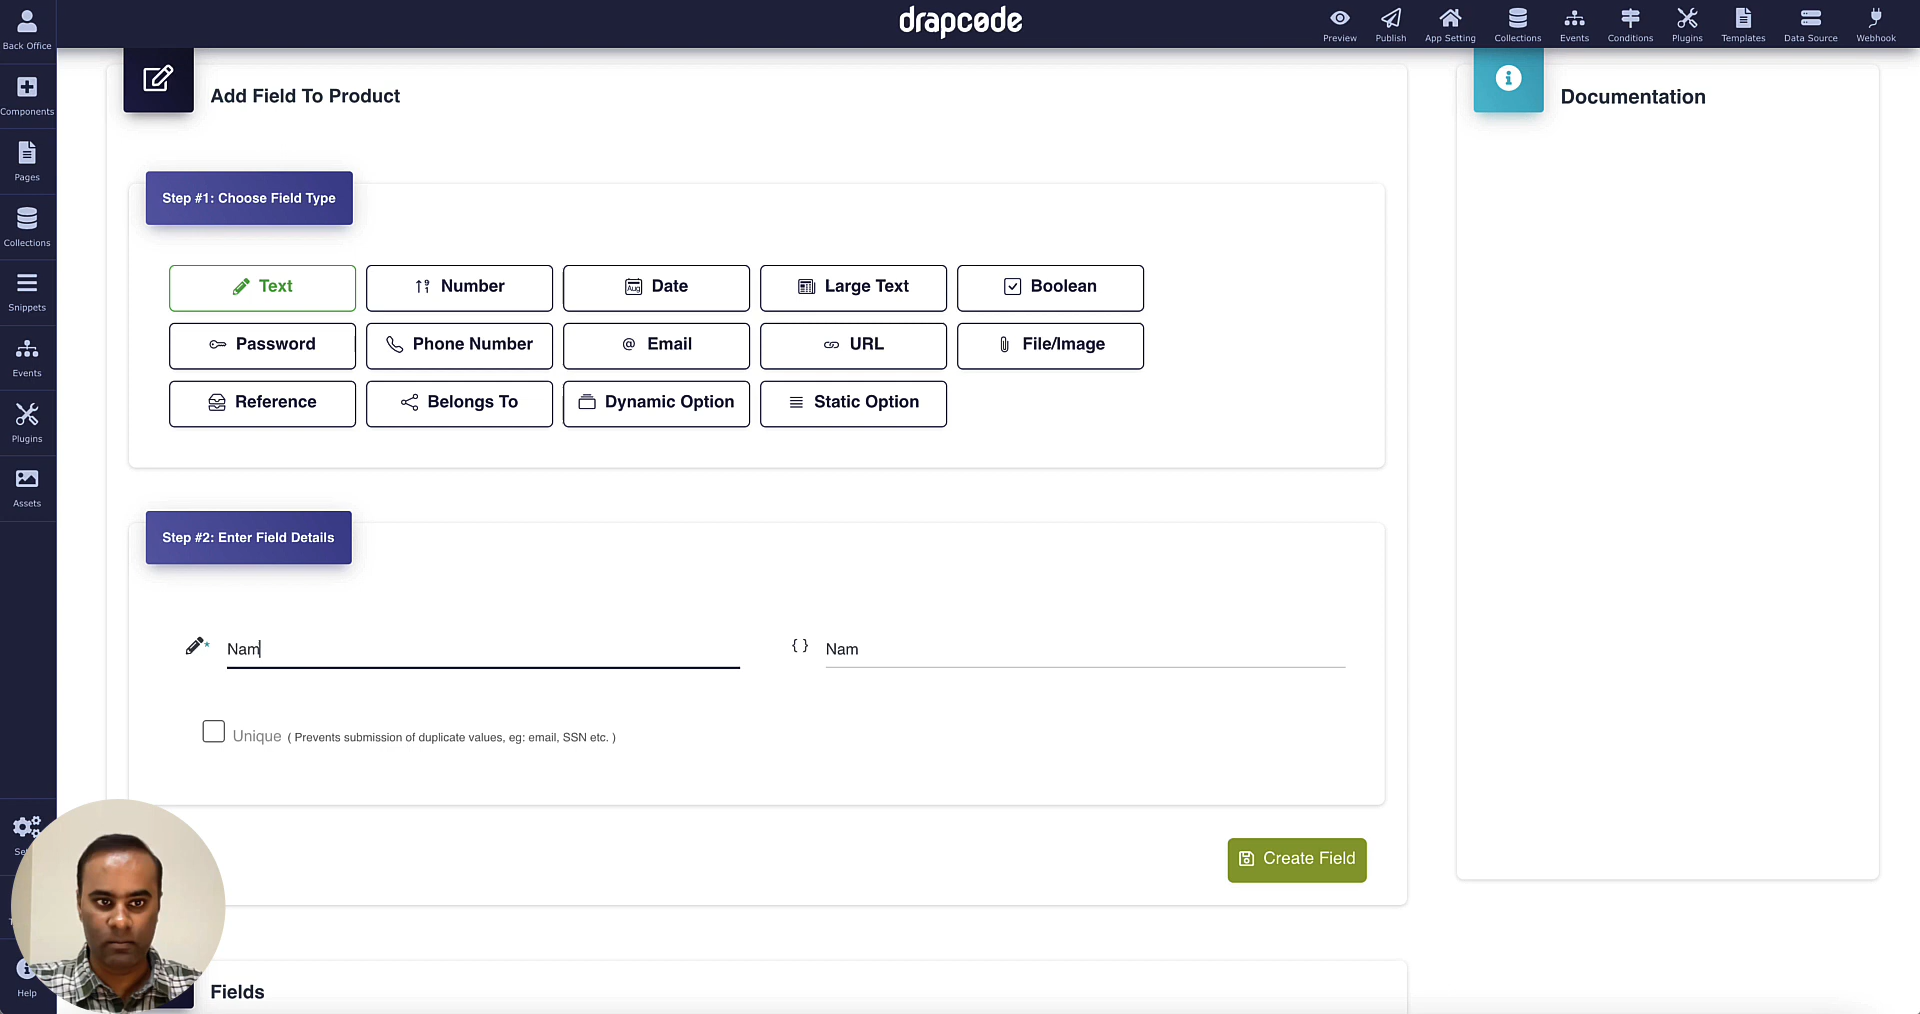 drapcode
Preview
Publish
App Setting
Collections
Events
Conditions
Plugins
Templates
Data Source
Webhook
Back Office
Components
Pages
Collections
Snippets
Events
Plugins
Assets
Help
Add Field To Product
Step #1: Choose Field Type
Text
Number
Date
Large Text
Boolean
Password
Phone Number
Email
URL
File/Image
Reference
Belongs To
Dynamic Option
Static Option
Step #2: Enter Field Details
Nam
{ } Nam
Unique ( Prevents submission of duplicate values, eg: email, SSN etc. )
Create Field
Fields
Documentation